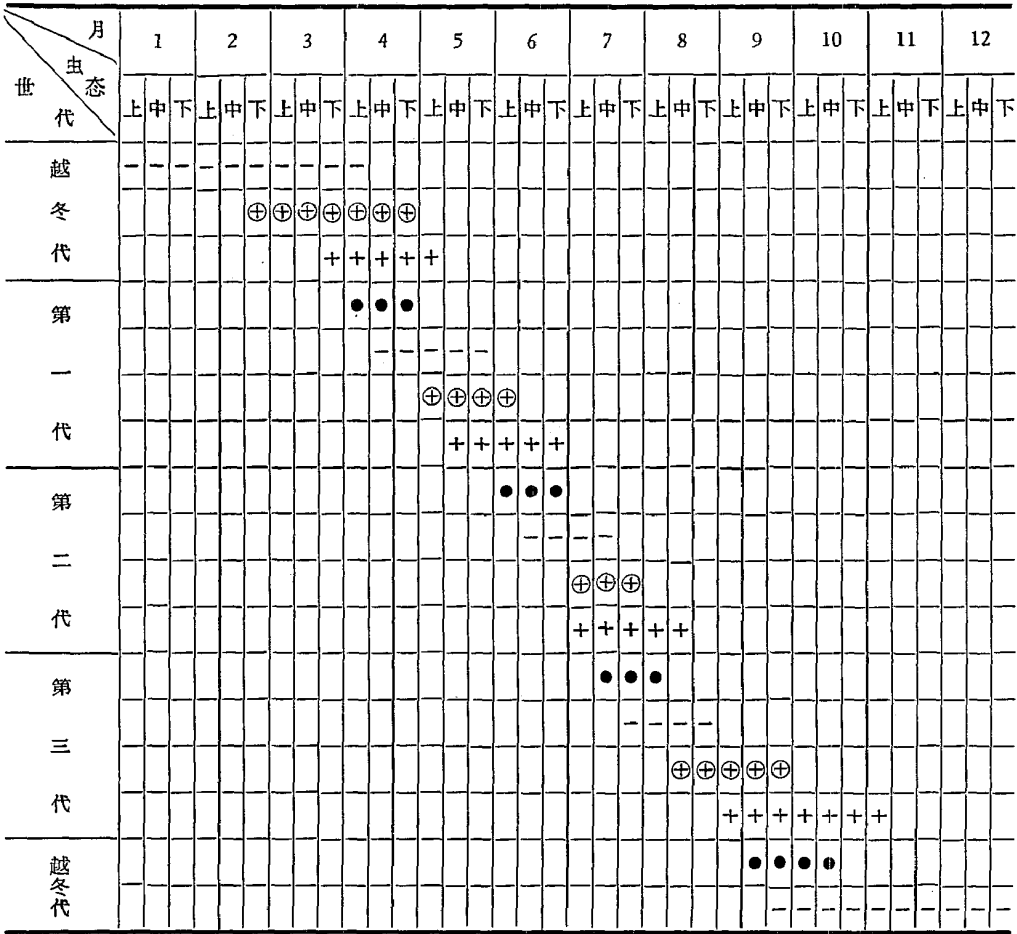 月
虫态
世代
1 2 3 4 5 6 7 8 9 10 11 12
上 中 下 上 中 下 上 中 下 上 中 下 上 中 下 上 中 下 上 中 下 上 中 下 上 中 下 上 中 下 上 中 下 上 中 下
越 − − − − − − − − − −
冬 ⊕ ⊕ ⊕ ⊕ ⊕ ⊕ ⊕
代 + + + + +
第 ● ● ●
− − − − −
一
⊕ ⊕ ⊕ ⊕
代 + + + + +
第 ● ● ●
− − − −
二
⊕ ⊕ ⊕
代 + + + + +
第 ● ● ●
− − − −
三
⊕ ⊕ ⊕ ⊕ ⊕
代 + + + + + + +
越 ● ● ● ●
冬
代 − − − − − − − − − −